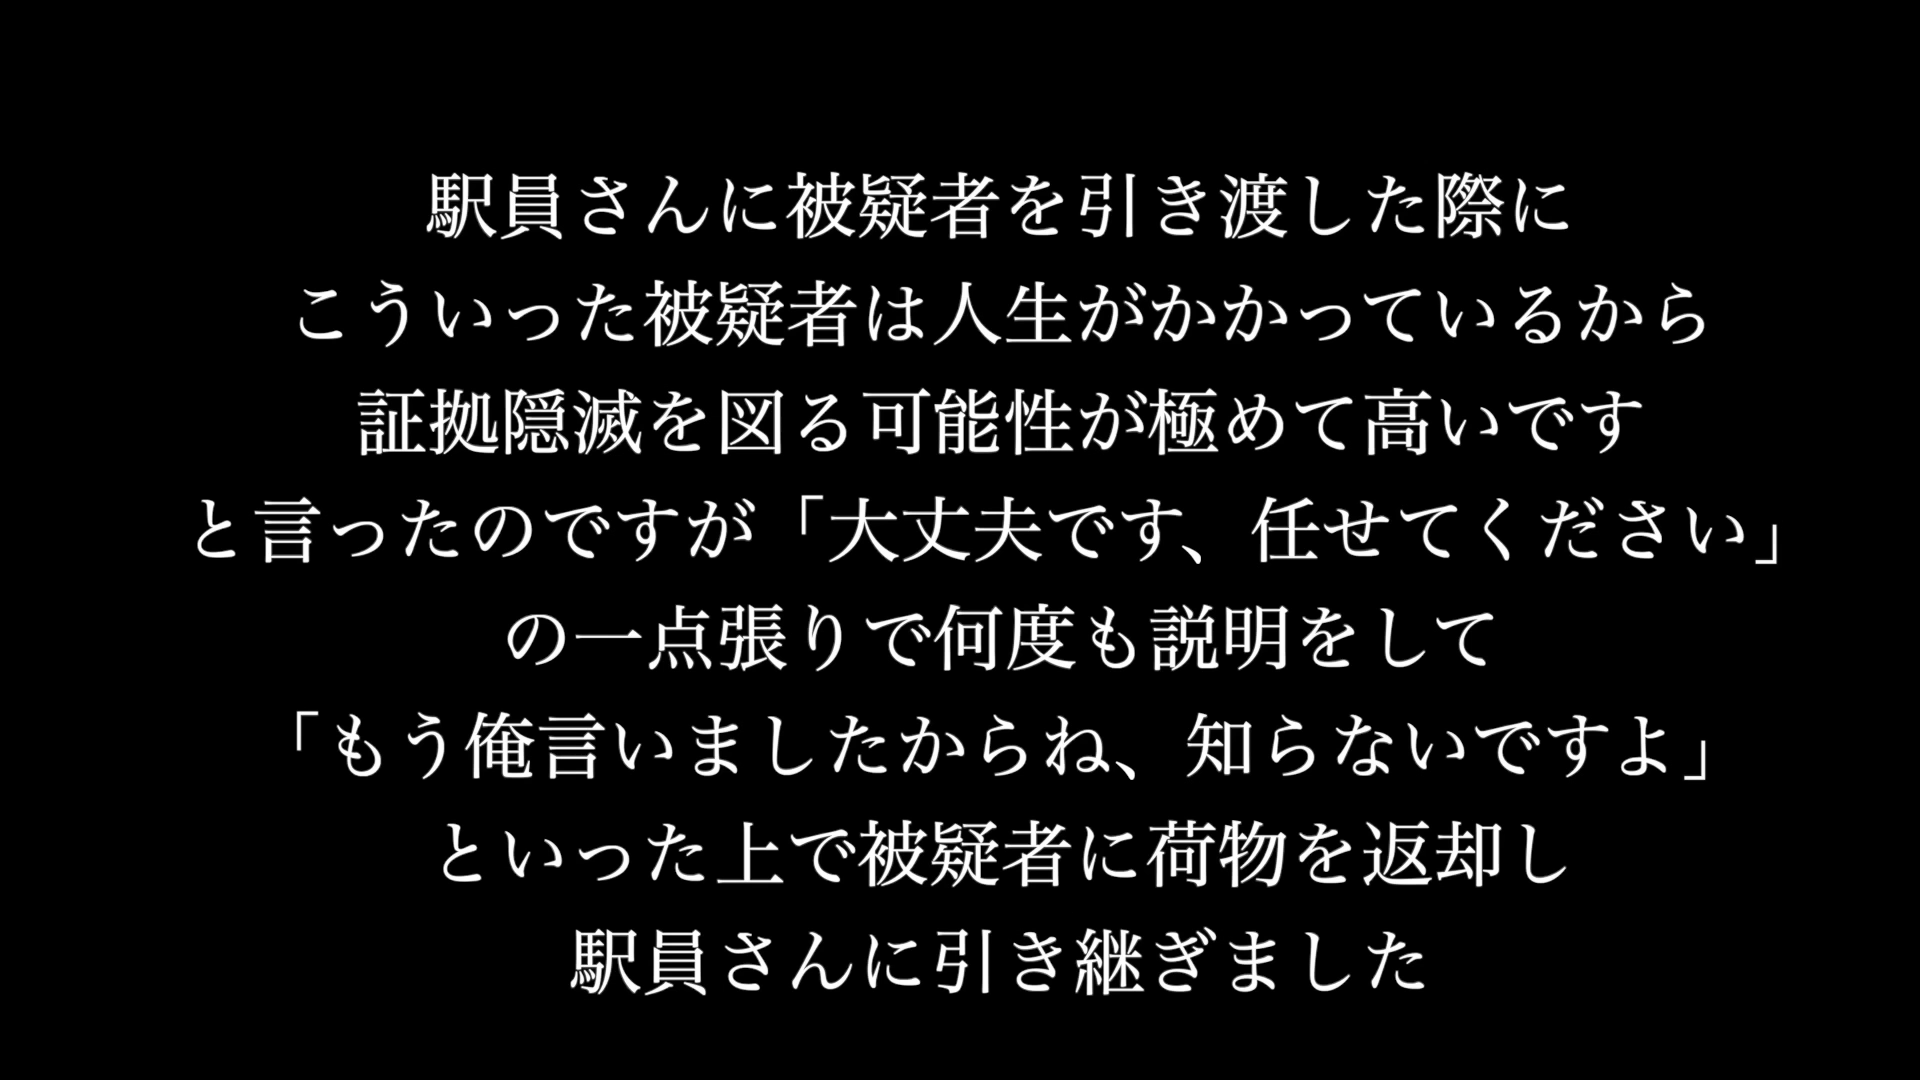 駅員さんに被疑者を引き渡した際に
こういった被疑者は人生がかかっているから
証拠隠滅を図る可能性が極めて高いです
と言ったのですが「大丈夫です、任せてください」
の一点張りで何度も説明をして
「もう俺言いましたからね、知らないですよ」
といった上で被疑者に荷物を返却し
駅員さんに引き継ぎました